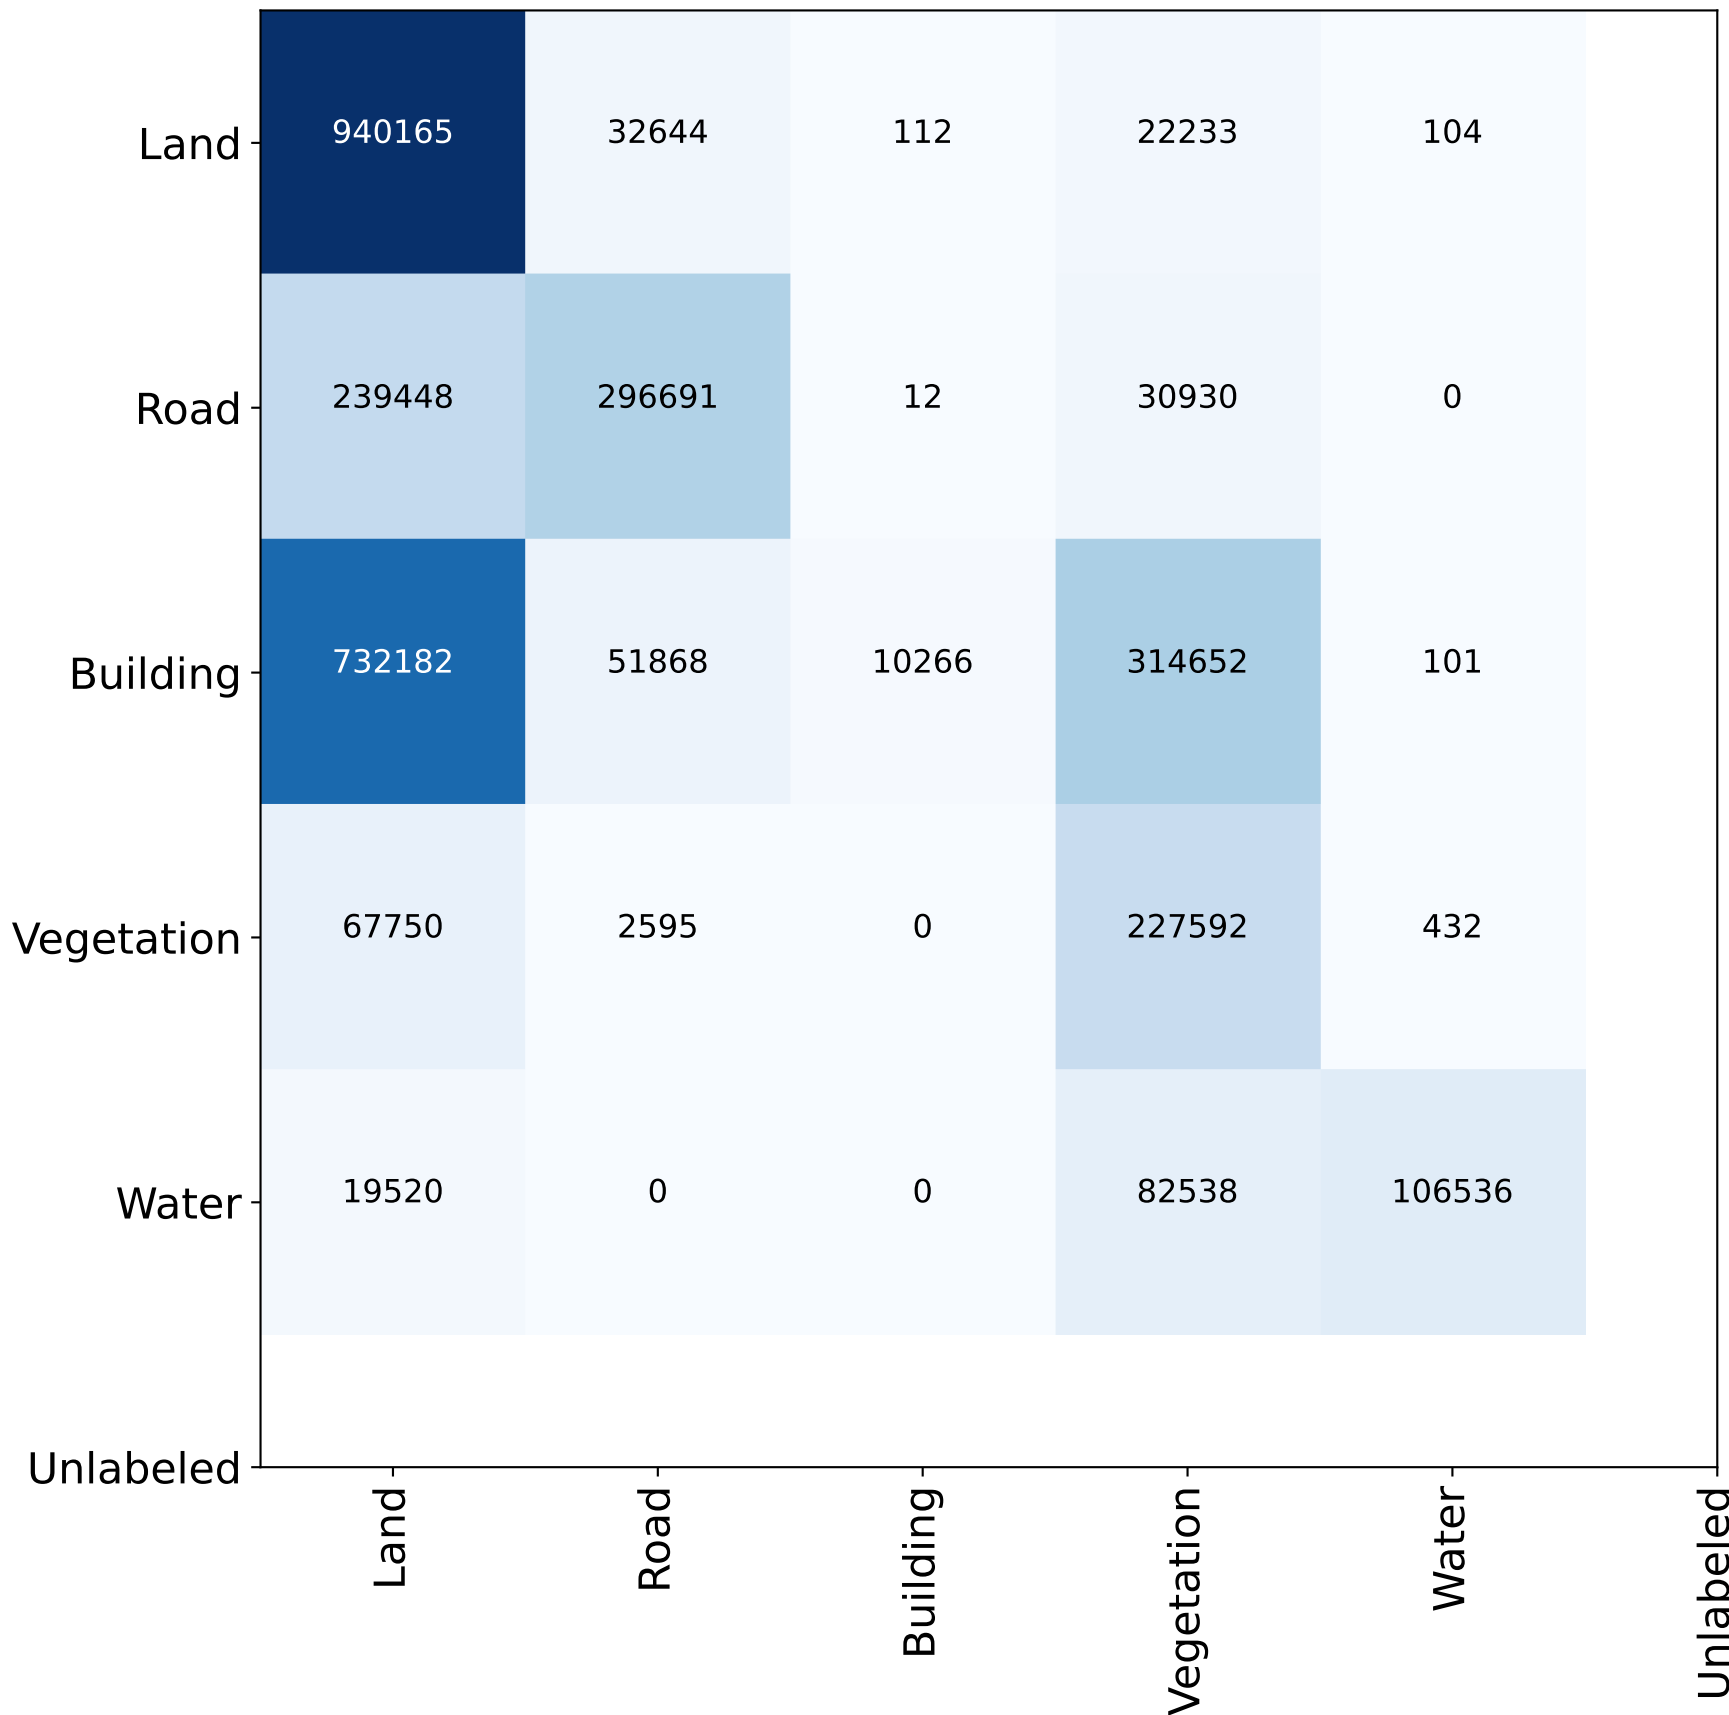 Land 940165 32644 112 22233 104
Road 239448 296691 12 30930 0
Building 732182 51868 10266 314652 101
Vegetation 67750 2595 0 227592 432
Water 19520 0 0 82538 106536
Unlabeled
Land Road Building Vegetation Water Unlabeled